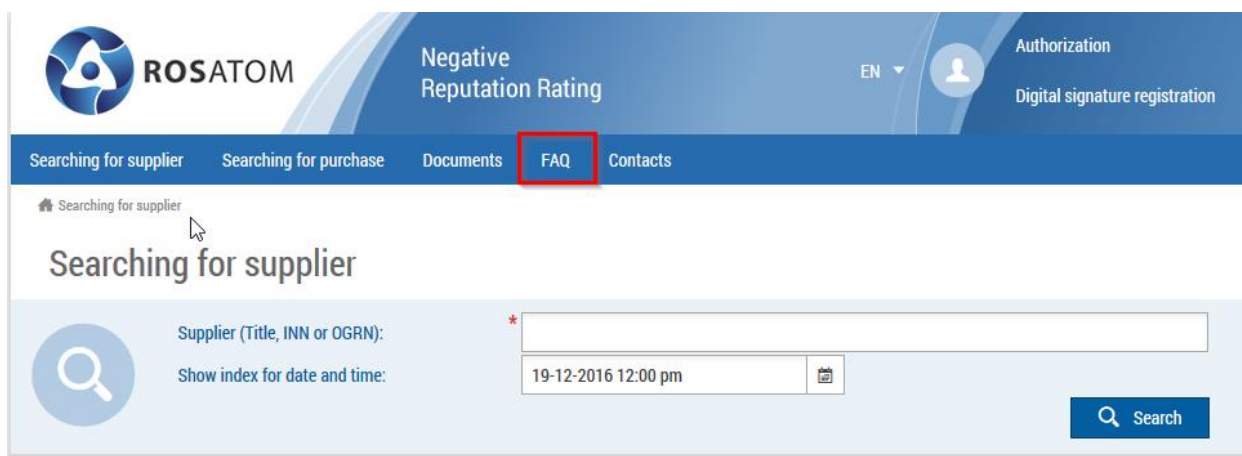 ROSATOM
Negative
Reputation Rating
EN
Authorization
Digital signature registration
Searching for supplier Searching for purchase Documents FAQ Contacts
Searching for supplier
Searching for supplier
Supplier (Title, INN or OGRN): *
Show index for date and time: 19-12-2016 12:00 pm
Search